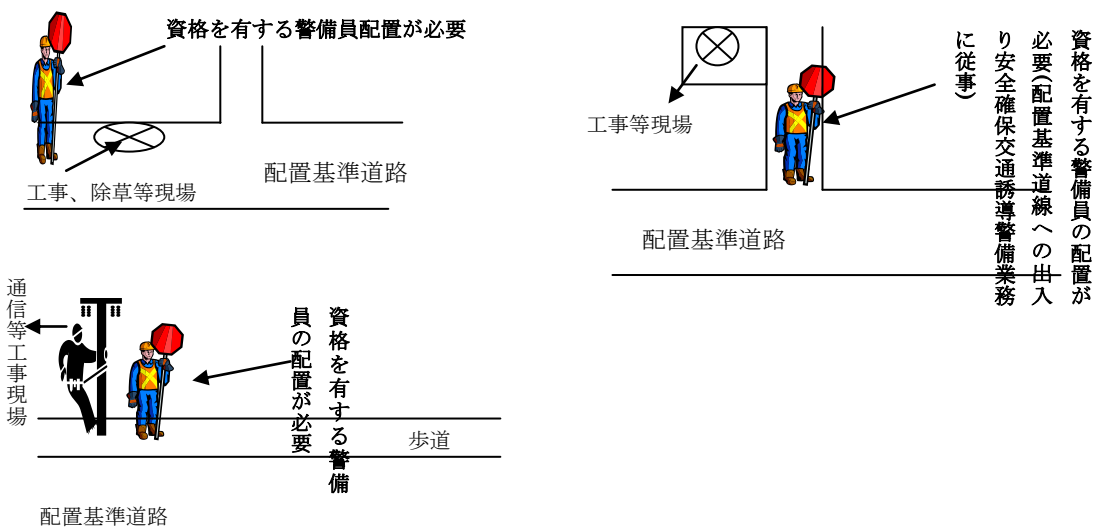 資格を有する警備員配置が必要
配置基準道路
工事、除草等現場
工事等現場
資格を有する警備員の配置が
必要(配置基準道線への出入
り安全確保交通誘導警備業務
に従事)
配置基準道路
通信等工事現場
資格を有する警備
員の配置が必要
歩道
配置基準道路